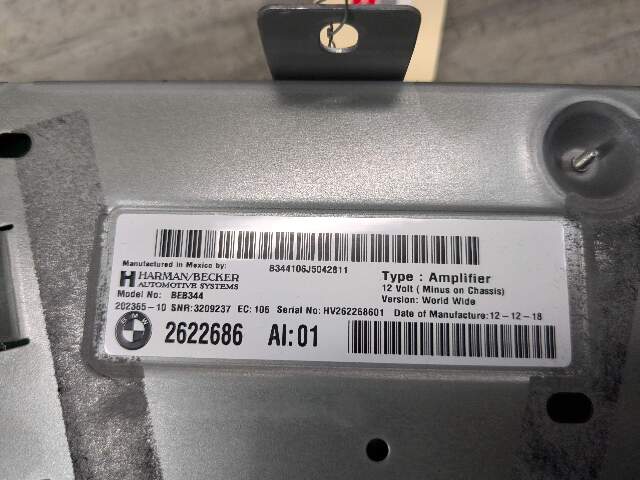 B344106J5042811
Manufactured in Mexico by:
HARMAN/BECKER
AUTOMOTIVE SYSTEMS
Type : Amplifier
12 Volt ( Minus on Chassis)
Version: World Wide
Model No: BEB344
202365-10 SNR:3209237 EC: 106 Serial No: HV262268601 Date of Manufacture: 12-12-18
BMW 2622686 AI:01